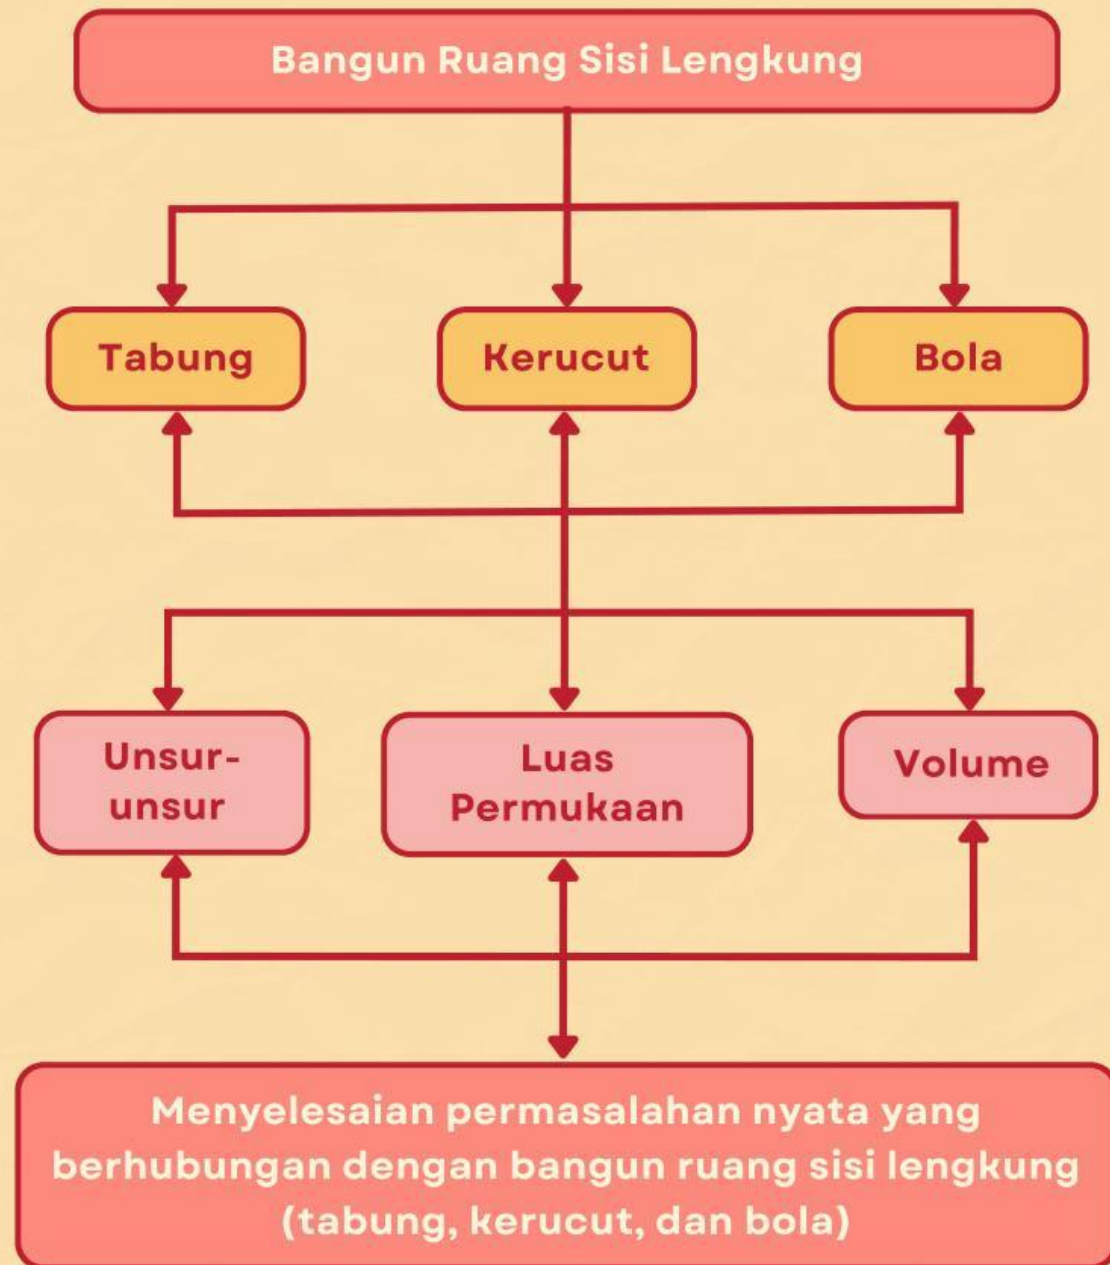 Bangun Ruang Sisi Lengkung
Tabung
Kerucut
Bola
Unsur-
unsur
Luas
Permukaan
Volume
Menyelesaian permasalahan nyata yang
berhubungan dengan bangun ruang sisi lengkung
(tabung, kerucut, dan bola)